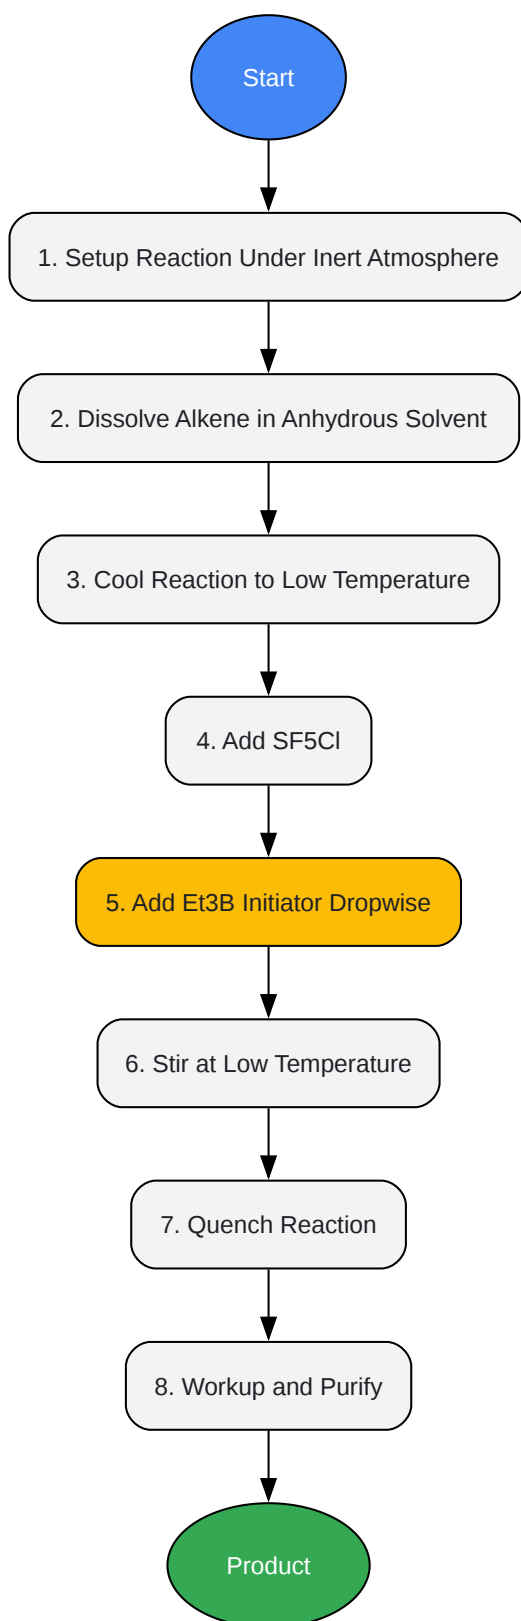 Start
1. Setup Reaction Under Inert Atmosphere
2. Dissolve Alkene in Anhydrous Solvent
3. Cool Reaction to Low Temperature
4. Add SF5Cl
5. Add Et3B Initiator Dropwise
6. Stir at Low Temperature
7. Quench Reaction
8. Workup and Purify
Product